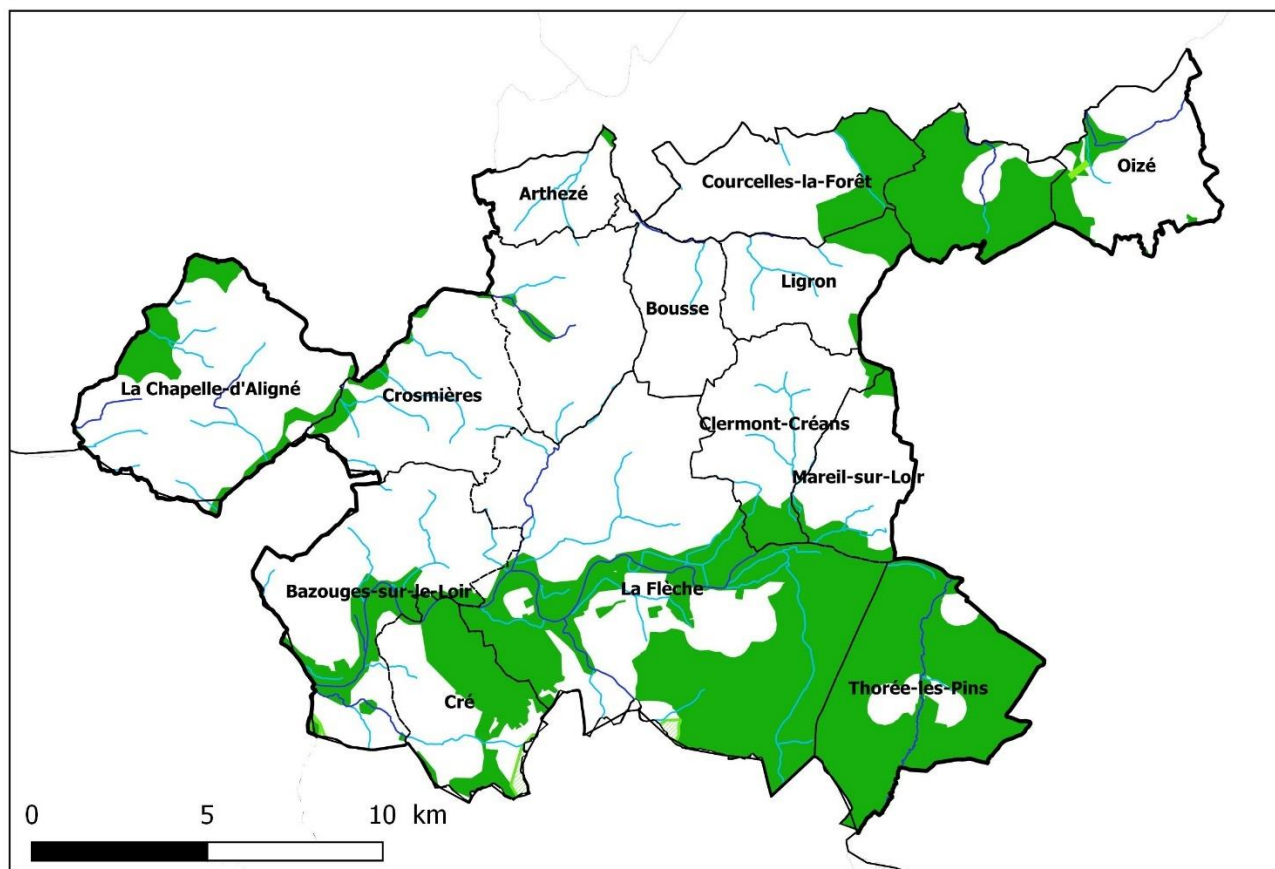 Oizé
Arthezé
Courcelles-la-Forêt
Ligron
Bousse
La Chapelle-d'Aligné
Crosmières
Clermont-Créans
Mareil-sur-Loir
Bazouges-sur-le-Loir
La Flèche
Cré
Thorée-les-Pins
0 5 10 km